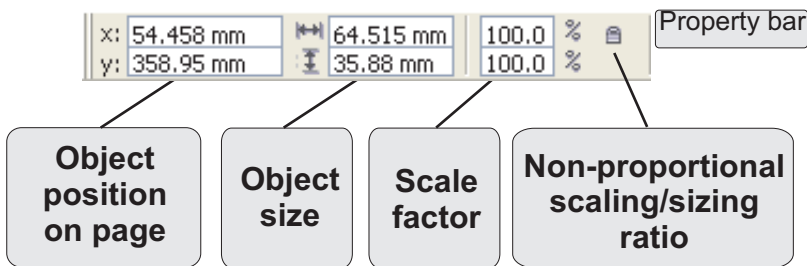 x: 54.458 mm 64.515 mm 100.0 % Property bar
y: 358.95 mm 35.88 mm 100.0 %
Object
position
on page
Object
size
Scale
factor
Non-proportional
scaling/sizing
ratio